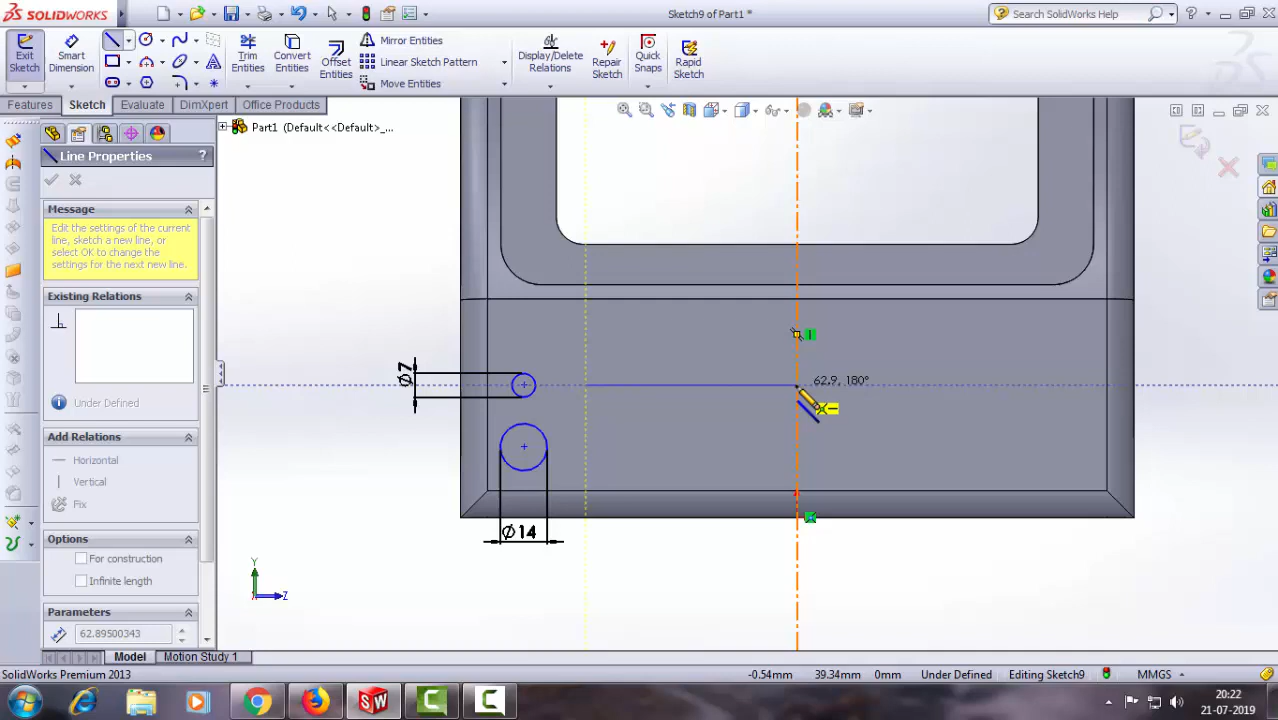 SOLIDWORKS
Sketch9 of Part1 *
Search SolidWorks Help
Exit Sketch
Smart Dimension
Trim Entities
Convert Entities
Offset Entities
Mirror Entities
Linear Sketch Pattern
Move Entities
Display/Delete Relations
Repair Sketch
Quick Snaps
Rapid Sketch
Features
Sketch
Evaluate
DimXpert
Office Products
Part1 (Default<<Default>_...
Line Properties
?
Message
Edit the settings of the current
line, sketch a new line, or
select OK to change the
settings for the next new line.
Existing Relations
Under Defined
Add Relations
Horizontal
Vertical
Fix
Options
For construction
Infinite length
Parameters
62.89500343
Ø7
Ø14
62.9, 180°
Y
Z
Model
Motion Study 1
SolidWorks Premium 2013
-0.54mm
39.34mm
0mm
Under Defined
Editing Sketch9
MMGS
20:22
21-07-2019